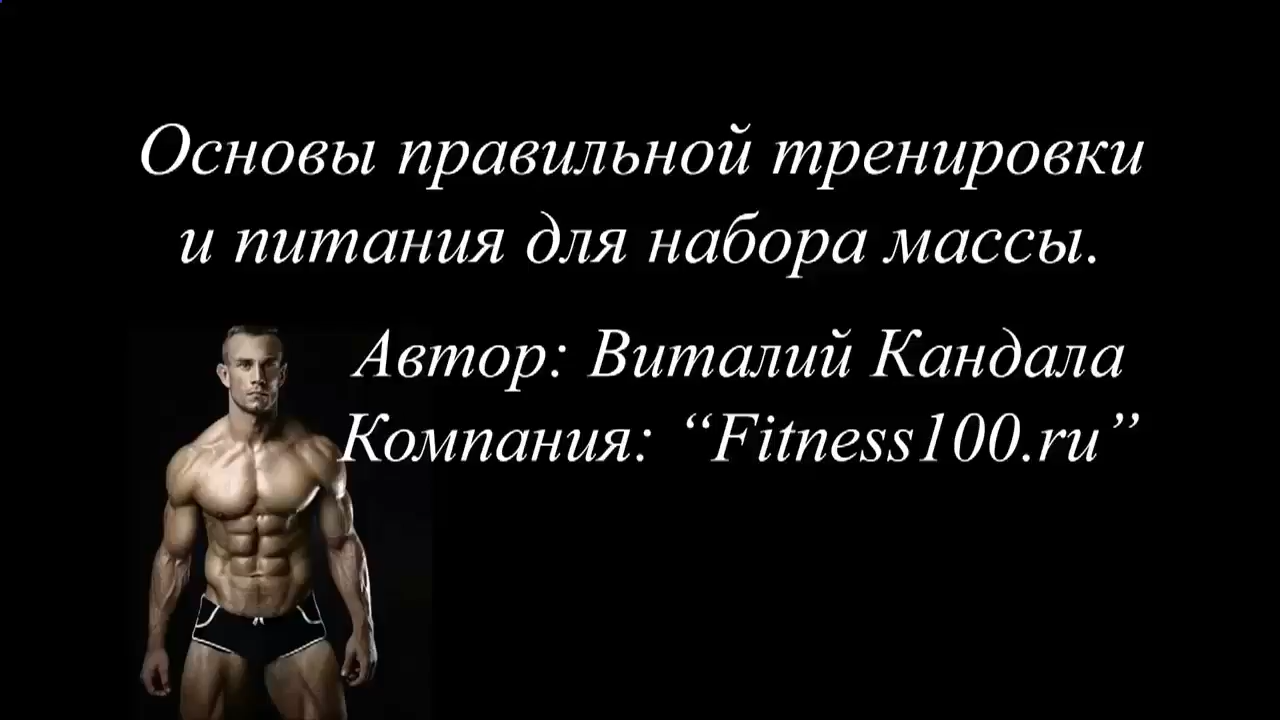 Основы правильной тренировки
и питания для набора массы.
Автор: Виталий Кандала
Компания: “Fitness100.ru”